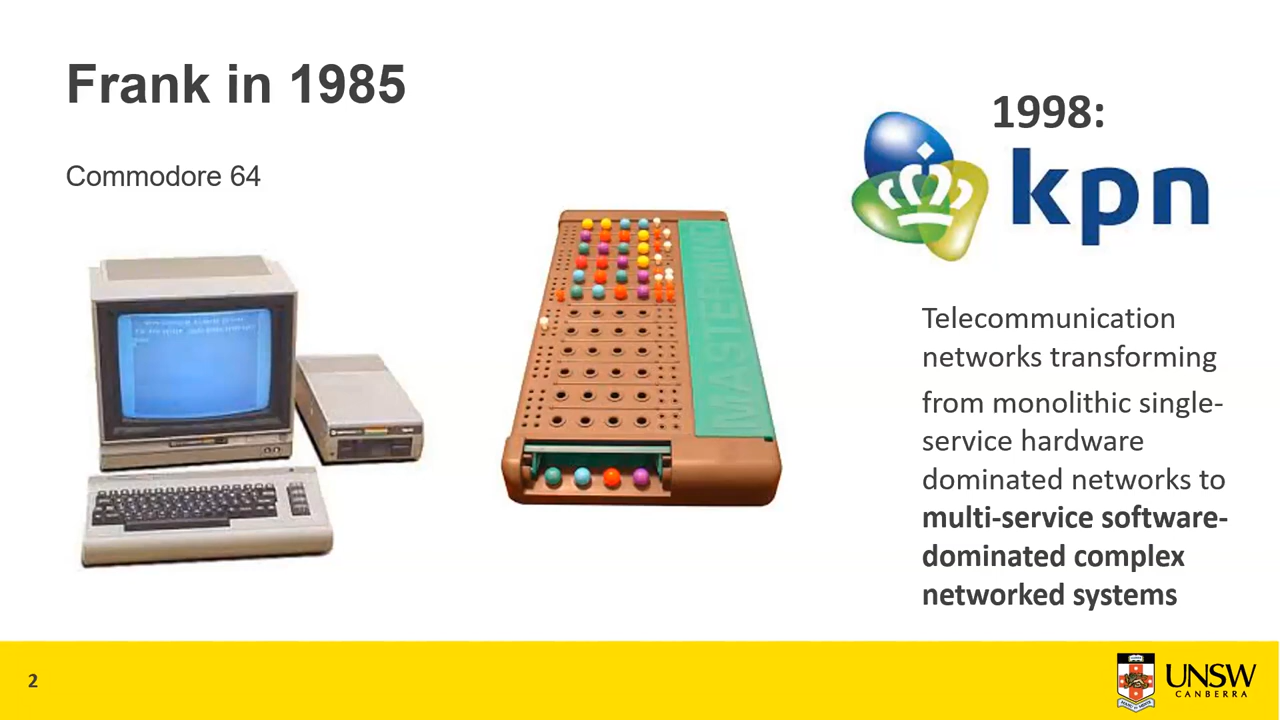 Frank in 1985
Commodore 64
MASTERMIND
1998:
kpn
Telecommunication
networks transforming
from monolithic single-
service hardware
dominated networks to
multi-service software-
dominated complex
networked systems
2
UNSW
CANBERRA